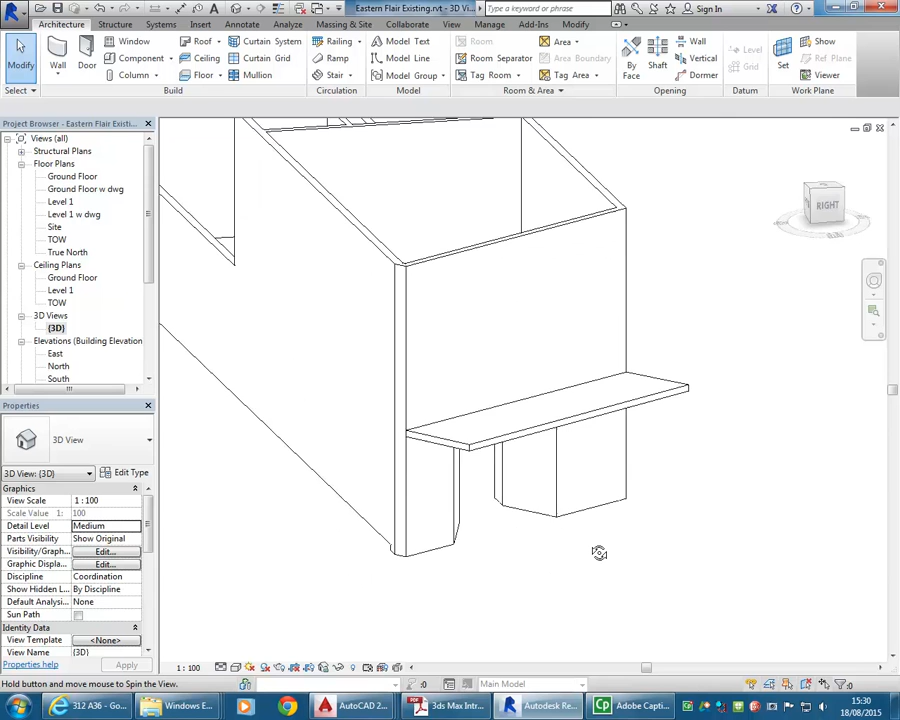 Eastern Flair Existing.rvt - 3D Vi...
Type a keyword or phrase
Sign In
Architecture Structure Systems Insert Annotate Analyze Massing & Site Collaborate View Manage Add-Ins Modify
Modify Wall Door Window Component Column Roof Ceiling Floor Curtain System Curtain Grid Mullion
Railing Ramp Stair Model Text Model Line Model Group Room Room Separator Tag Room Area Area Boundary Tag Area
By Face Shaft Wall Vertical Dormer Level Grid Set Show Ref Plane Viewer
Select Build Circulation Model Room & Area Opening Datum Work Plane
Project Browser - Eastern Flair Existing...
Views (all)
Structural Plans
Floor Plans
Ground Floor
Ground Floor w dwg
Level 1
Level 1 w dwg
Site
TOW
True North
Ceiling Plans
Ground Floor
Level 1
TOW
3D Views
{3D}
Elevations (Building Elevation
East
North
South
RIGHT
Properties
3D View
3D View: {3D} Edit Type
Graphics
View Scale 1 : 100
Scale Value 1: 100
Detail Level Medium
Parts Visibility Show Original
Visibility/Graph... Edit...
Graphic Displa... Edit...
Discipline Coordination
Show Hidden L... By Discipline
Default Analysi... None
Sun Path
Identity Data
View Template <None>
View Name {3D}
Properties help Apply
1 : 100
Hold button and move mouse to Spin the View.
:0 Main Model :0
312 A36 - Goo... Windows E... AutoCAD 2... 3ds Max Intr... Autodesk Re... Adobe Capti...
15:30
18/08/2015